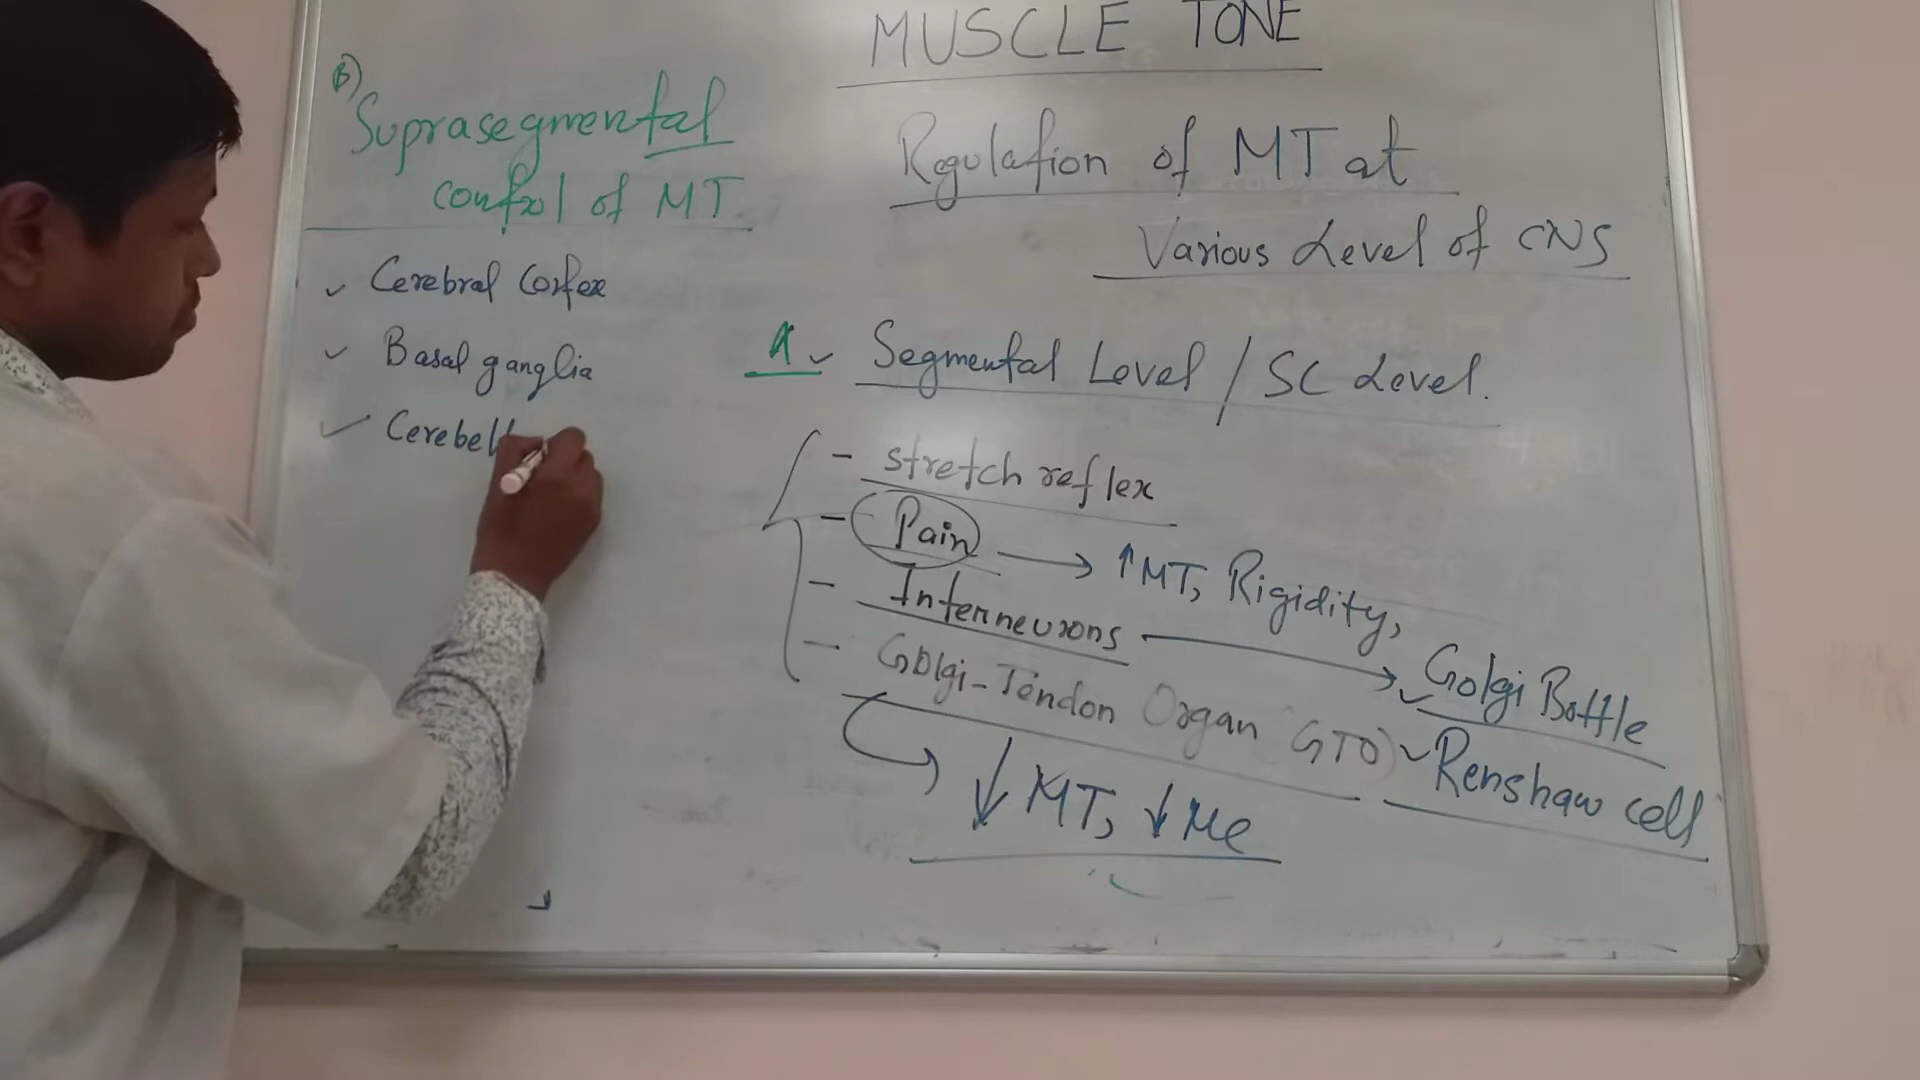 MUSCLE TONE
Regulation of MT at
Various Level of CNS
A. Segmental Level / SC Level.
- stretch reflex
- Pain → ↑MT, Rigidity,
- Interneurons → Golgi Bottle
- Golgi-Tendon Organ (GTO) Renshaw cell
↓ MT, ↓ Me
B) Suprasegmental
control of MT
Cerebral Cortex
Basal ganglia
Cerebell